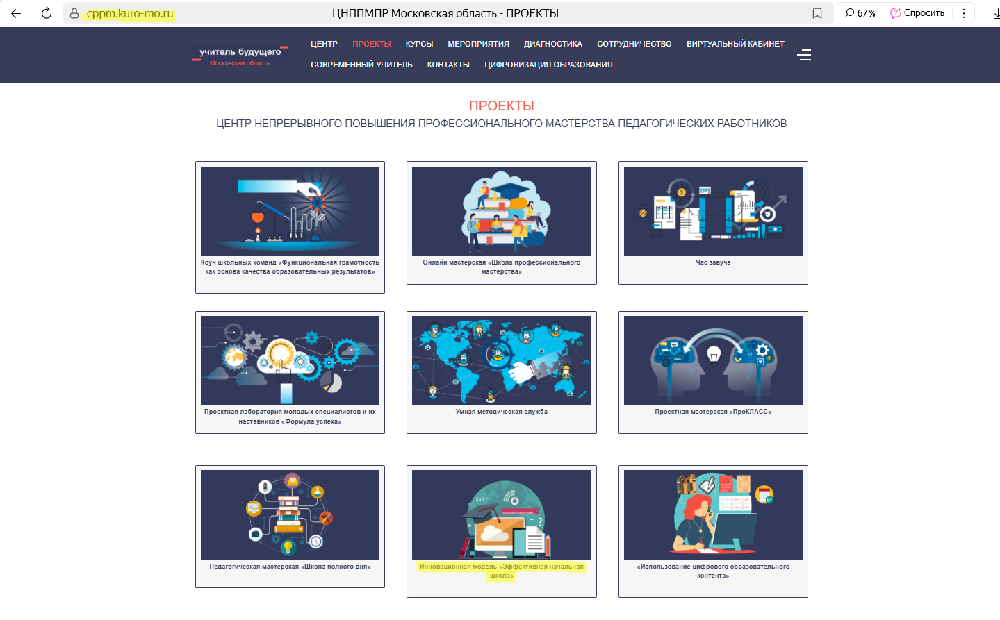 cppm.kuro-mo.ru
ЦНППМПР Московская область - ПРОЕКТЫ
67 %
Спросить
учитель будущего
Московская область
ЦЕНТР ПРОЕКТЫ КУРСЫ МЕРОПРИЯТИЯ ДИАГНОСТИКА СОТРУДНИЧЕСТВО ВИРТУАЛЬНЫЙ КАБИНЕТ
СОВРЕМЕННЫЙ УЧИТЕЛЬ КОНТАКТЫ ЦИФРОВИЗАЦИЯ ОБРАЗОВАНИЯ
ПРОЕКТЫ
ЦЕНТР НЕПРЕРЫВНОГО ПОВЫШЕНИЯ ПРОФЕССИОНАЛЬНОГО МАСТЕРСТВА ПЕДАГОГИЧЕСКИХ РАБОТНИКОВ
Коуч школьных команд «Функциональная грамотность
как основа качества образовательных результатов»
Онлайн мастерская «Школа профессионального
мастерства»
Час завуча
Проектная лаборатория молодых специалистов и их
наставников «Формула успеха»
Умная методическая служба
Проектная мастерская «ПроКЛАСС»
X+Y=
+
?
Педагогическая мастерская «Школа полного дня»
Инновационная модель «Эффективная начальная
школа»
«Использование цифрового образовательного
контента»